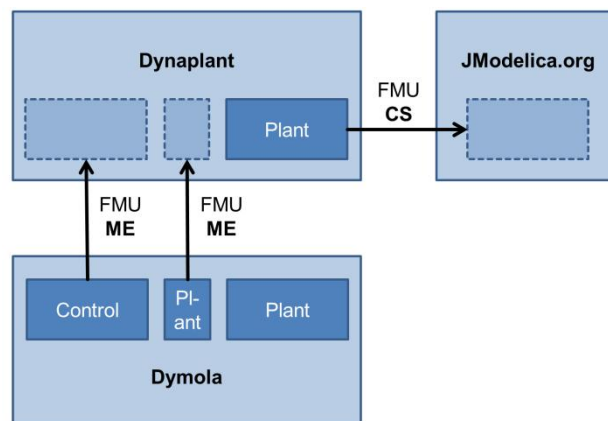 Dynaplant
JModelica.org
FMU
CS
Plant
FMU
ME
FMU
ME
Control
Pl-
ant
Plant
Dymola